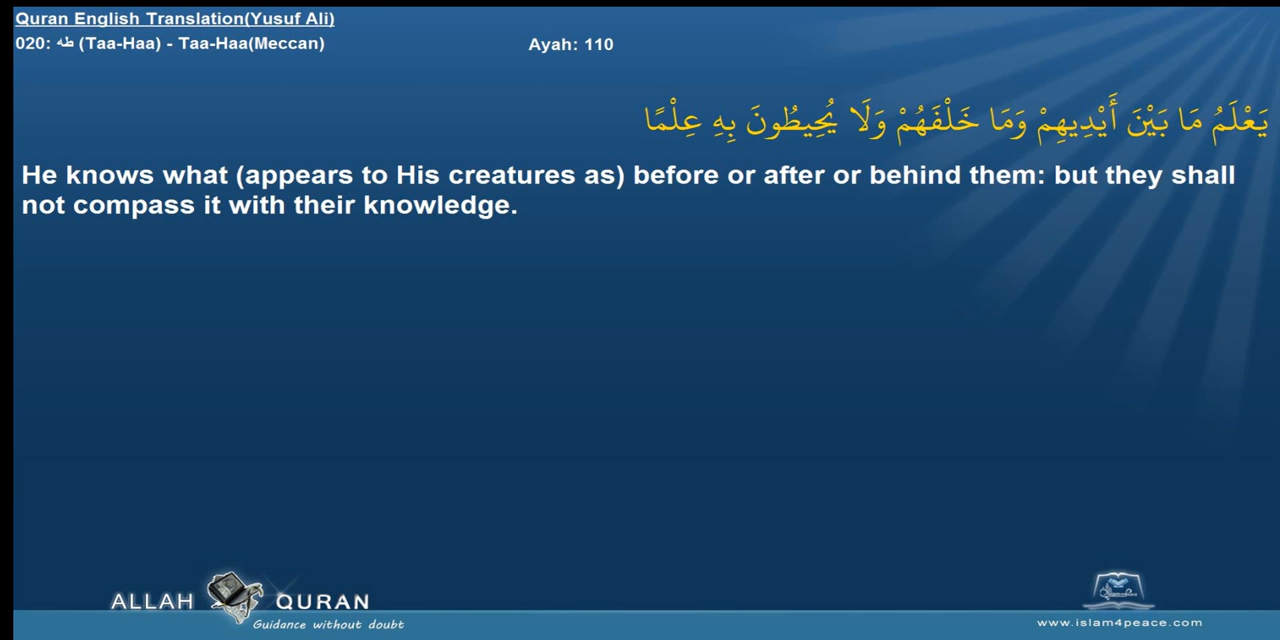 Quran English Translation(Yusuf Ali)
020: طه (Taa-Haa) - Taa-Haa(Meccan) Ayah: 110
يَعْلَمُ مَا بَيْنَ أَيْدِيهِمْ وَمَا خَلْفَهُمْ وَلَا يُحِيطُونَ بِهِ عِلْمًا
He knows what (appears to His creatures as) before or after or behind them: but they shall
not compass it with their knowledge.
ALLAH QURAN
Guidance without doubt
www.islam4peace.com